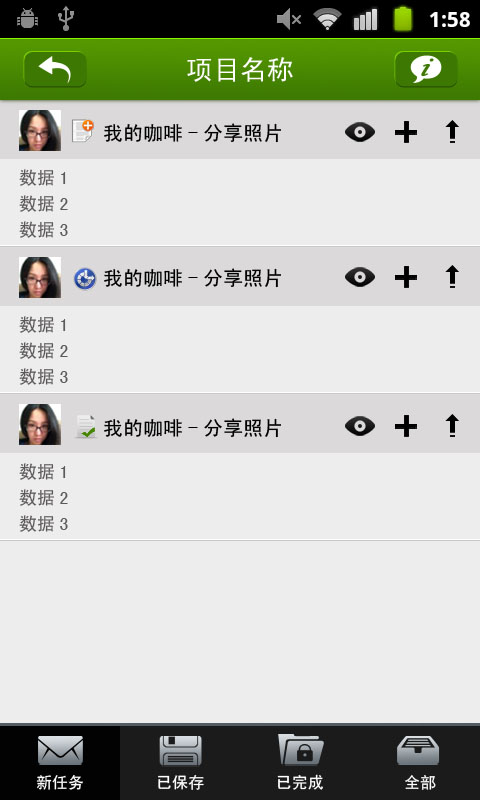 1:58
项目名称
我的咖啡－分享照片
数据 1
数据 2
数据 3
我的咖啡－分享照片
数据 1
数据 2
数据 3
我的咖啡－分享照片
数据 1
数据 2
数据 3
新任务
已保存
已完成
全部